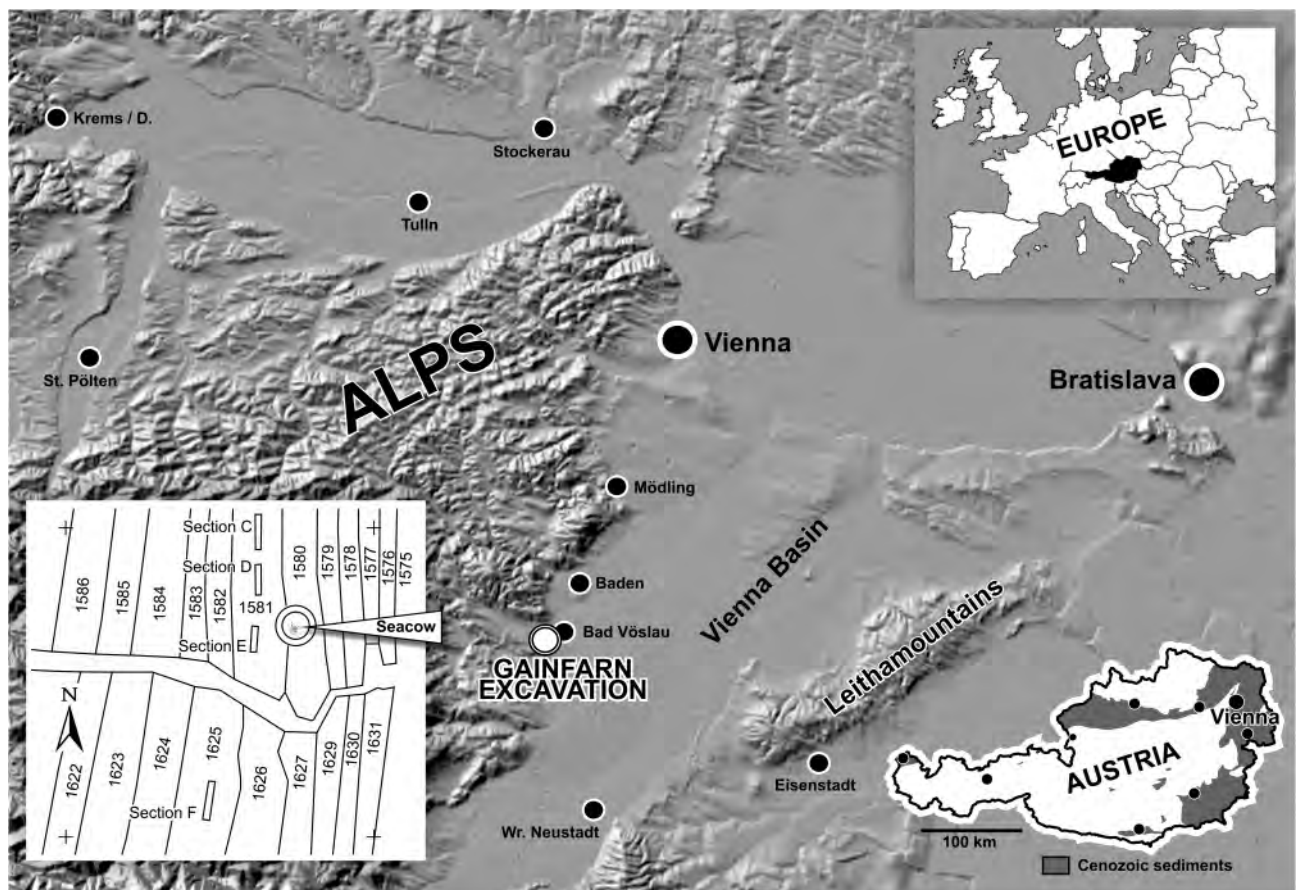 Krems / D.
Stockerau
Tulln
EUROPE
St. Pölten
ALPS
Vienna
Bratislava
Mödling
Vienna Basin
Baden
Bad Vöslau
GAINFARN
EXCAVATION
Leithamountains
Eisenstadt
Wr. Neustadt
Section C
Section D
1586
1585
1584
1583
1582
1581
1580
1579
1578
1577
1576
1575
Seacow
Section E
N
1622
1623
1624
1625
1626
1627
1629
1630
1631
Section F
Vienna
AUSTRIA
100 km
Cenozoic sediments